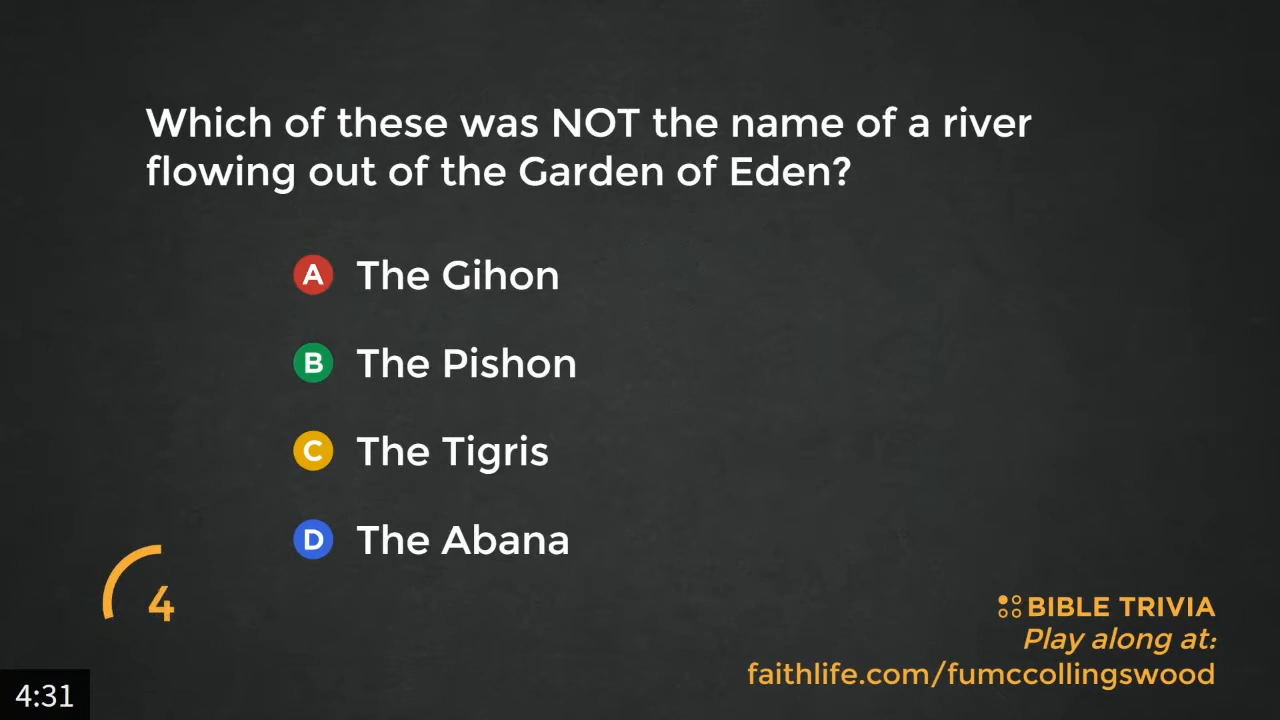 Which of these was NOT the name of a river
flowing out of the Garden of Eden?
A The Gihon
B The Pishon
C The Tigris
D The Abana
4
BIBLE TRIVIA
Play along at:
faithlife.com/fumccollingswood
4:31